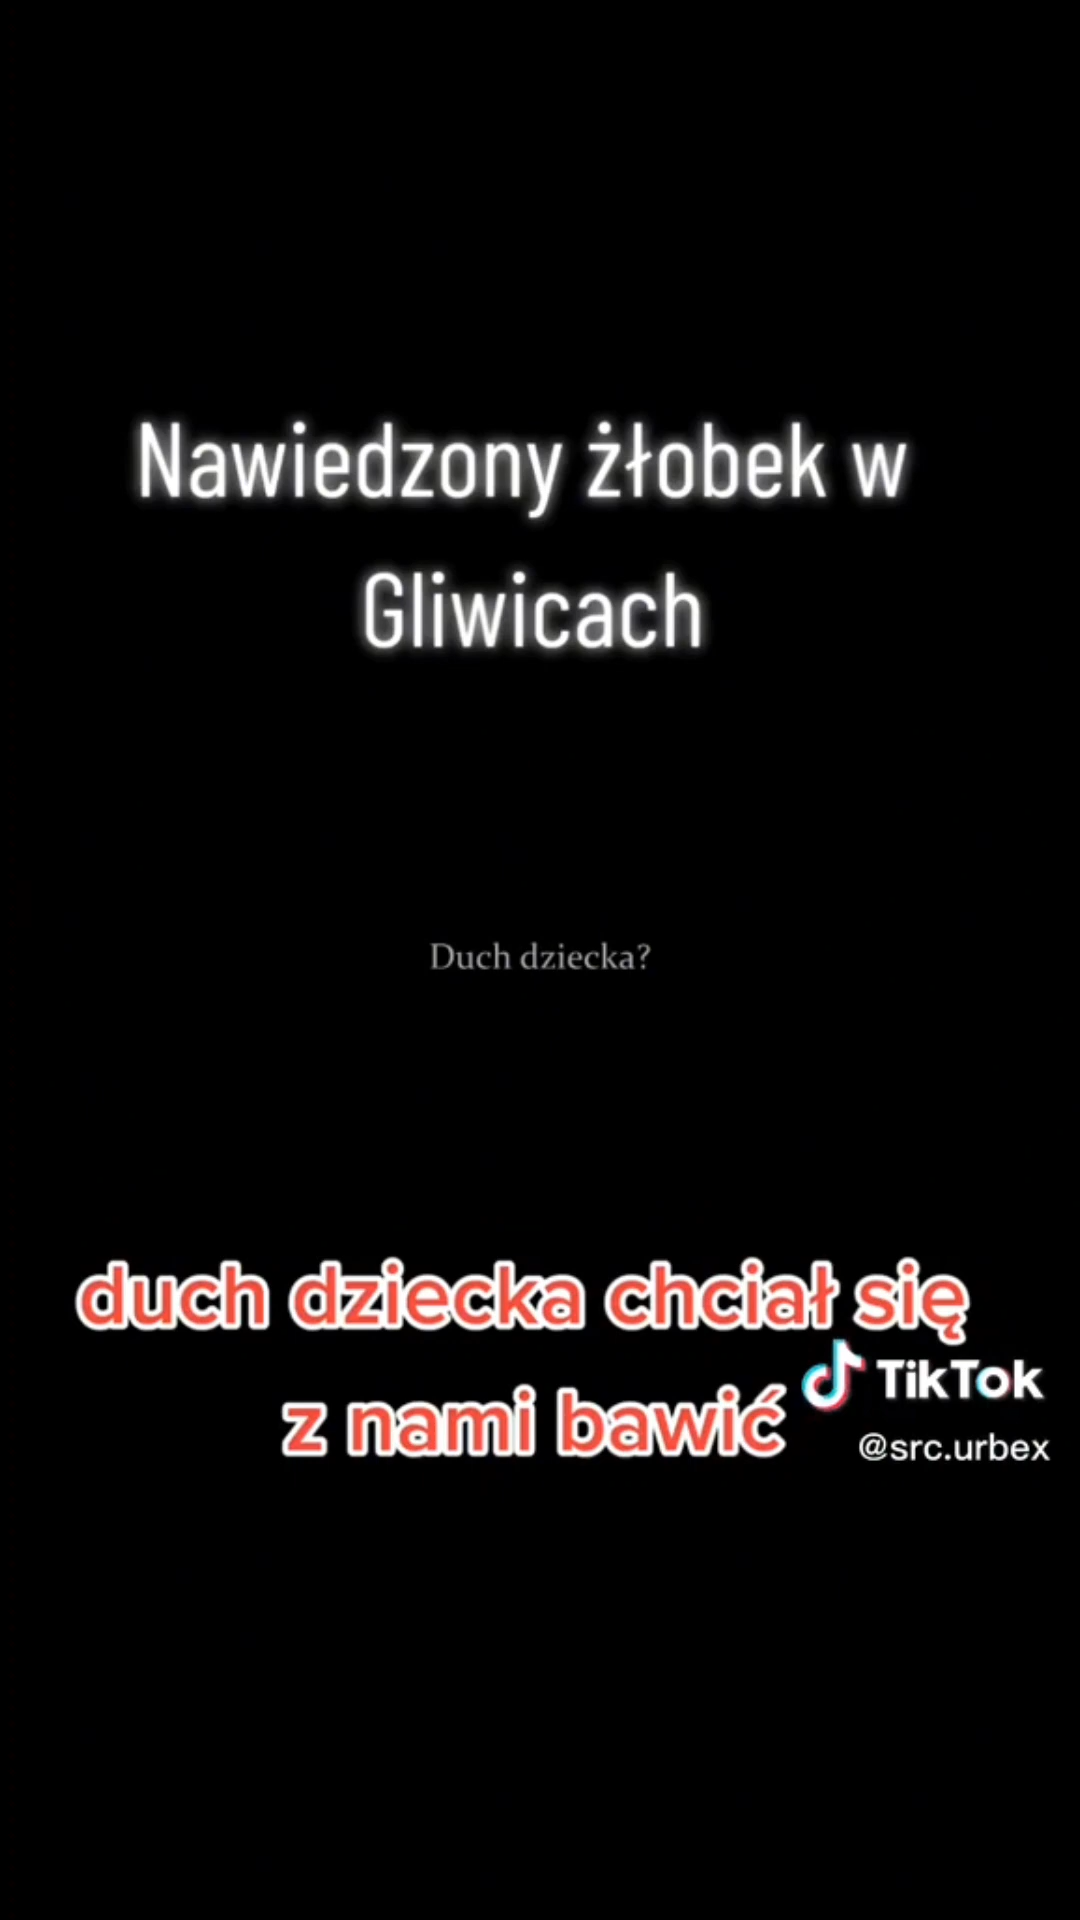 Nawiedzony żłobek w
Gliwicach
Duch dziecka?
duch dziecka chciał się
z nami bawić
TikTok
@src.urbex